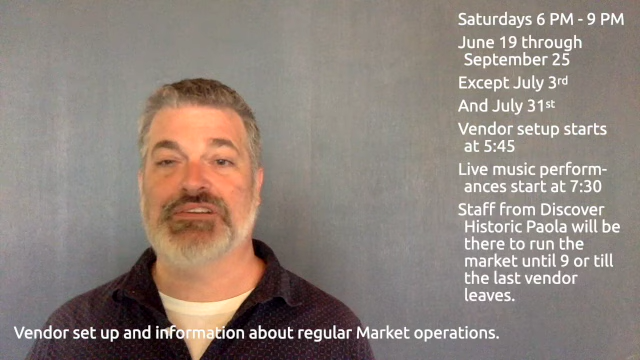 Saturdays 6 PM - 9 PM
June 19 through
September 25
Except July 3rd
And July 31st
Vendor setup starts
at 5:45
Live music perform-
ances start at 7:30
Staff from Discover
Historic Paola will be
there to run the
market until 9 or till
the last vendor
leaves.
Vendor set up and information about regular Market operations.